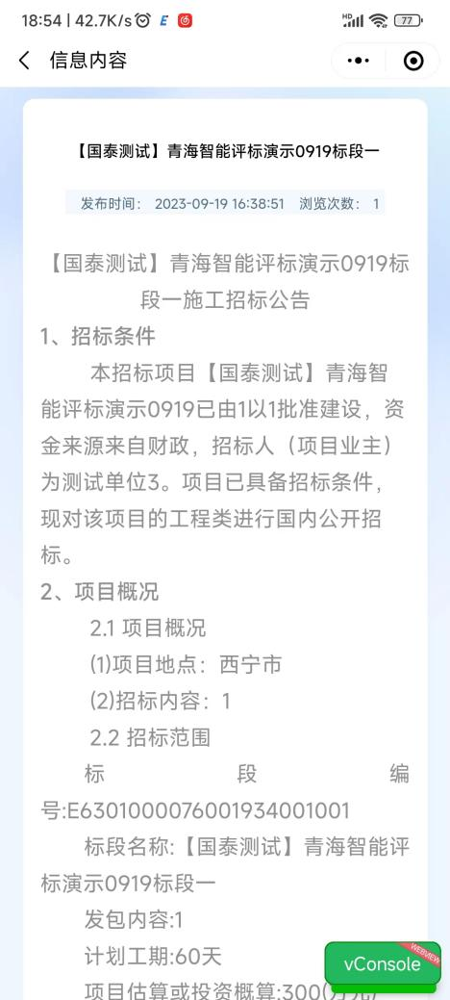 18:54 | 42.7K/s
HD 77
信息内容
【国泰测试】青海智能评标演示0919标段一
发布时间： 2023-09-19 16:38:51 浏览次数： 1
【国泰测试】青海智能评标演示0919标
段一施工招标公告
1、招标条件
本招标项目【国泰测试】青海智
能评标演示0919已由1以1批准建设，资
金来源来自财政，招标人（项目业主）
为测试单位3。项目已具备招标条件，
现对该项目的工程类进行国内公开招
标。
2、项目概况
2.1 项目概况
(1)项目地点：西宁市
(2)招标内容：1
2.2 招标范围
标 段 编
号:E6301000076001934001001
标段名称:【国泰测试】青海智能评
标演示0919标段一
发包内容:1
计划工期:60天
项目估算或投资概算:300(万元)
WEBVIEW
vConsole